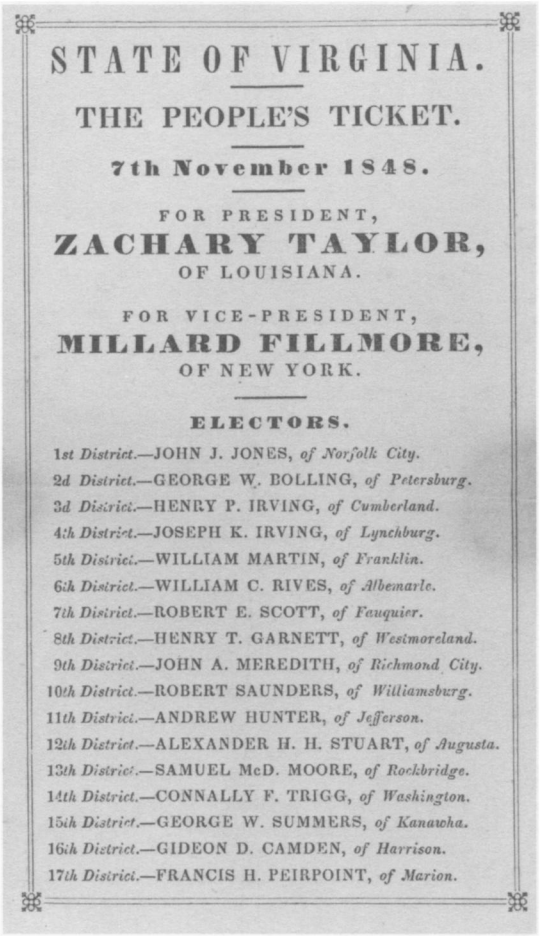 STATE OF VIRGINIA.
THE PEOPLE'S TICKET.
7th November 1848.
FOR PRESIDENT,
ZACHARY TAYLOR,
OF LOUISIANA.
FOR VICE-PRESIDENT,
MILLARD FILLMORE,
OF NEW YORK.
ELECTORS.
1st District.—JOHN J. JONES, of Norfolk City.
2d District.—GEORGE W. BOLLING, of Petersburg.
3d District.—HENRY P. IRVING, of Cumberland.
4th District.—JOSEPH K. IRVING, of Lynchburg.
5th District.—WILLIAM MARTIN, of Franklin.
6th District.—WILLIAM C. RIVES, of Albemarle.
7th District.—ROBERT E. SCOTT, of Fauquier.
8th District.—HENRY T. GARNETT, of Westmoreland.
9th District.—JOHN A. MEREDITH, of Richmond City.
10th District.—ROBERT SAUNDERS, of Williamsburg.
11th District.—ANDREW HUNTER, of Jefferson.
12th District.—ALEXANDER H. H. STUART, of Augusta.
13th District.—SAMUEL McD. MOORE, of Rockbridge.
14th District.—CONNALLY F. TRIGG, of Washington.
15th District.—GEORGE W. SUMMERS, of Kanawha.
16th District.—GIDEON D. CAMDEN, of Harrison.
17th District.—FRANCIS H. PEIRPOINT, of Marion.